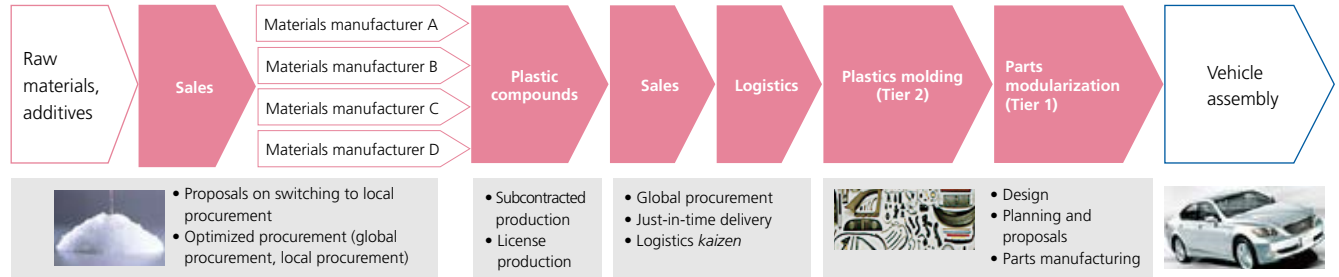 Raw
materials,
additives
Sales
Materials manufacturer A
Materials manufacturer B
Materials manufacturer C
Materials manufacturer D
Plastic
compounds
Sales
Logistics
Plastics molding
(Tier 2)
Parts
modularization
(Tier 1)
Vehicle
assembly
• Proposals on switching to local
procurement
• Optimized procurement (global
procurement, local procurement)
• Subcontracted
production
• License
production
• Global procurement
• Just-in-time delivery
• Logistics kaizen
• Design
• Planning and
proposals
• Parts manufacturing